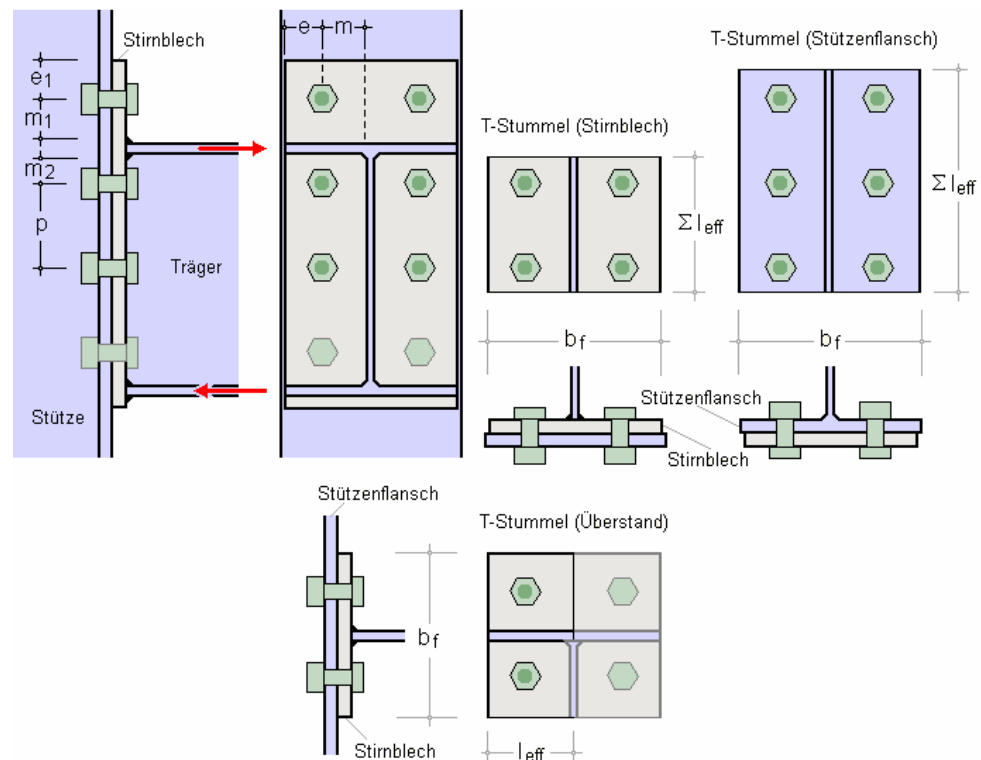 Stirnblech
e1
m1
m2
p
Träger
Stütze
e
m
T-Stummel (Stirnblech)
Σ leff
bf
T-Stummel (Stützenflansch)
Σ leff
bf
Stützenflansch
Stirnblech
Stützenflansch
bf
Stirnblech
T-Stummel (Überstand)
leff